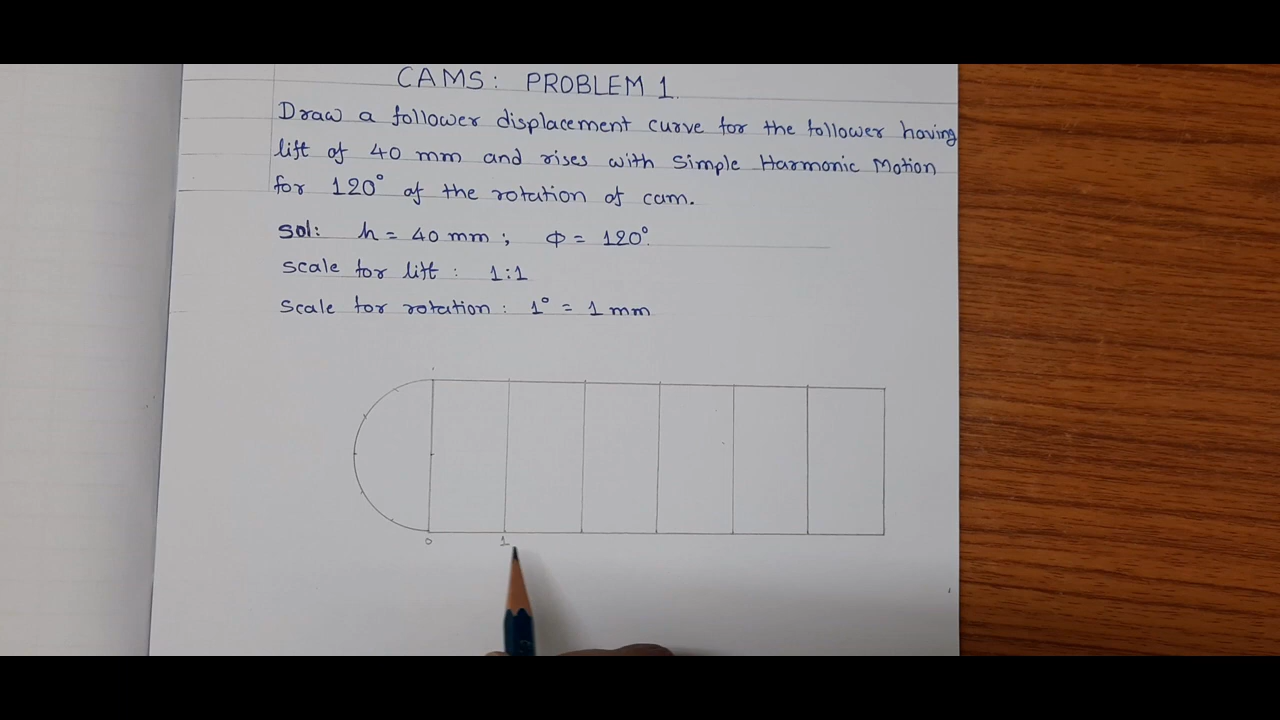 CAMS: PROBLEM 1.
Draw a follower displacement curve for the follower having
lift of 40 mm and rises with Simple Harmonic Motion
for 120° of the rotation of cam.
Sol: h = 40 mm ; Φ = 120°.
Scale for lift : 1:1
Scale for rotation : 1° = 1 mm
0 1